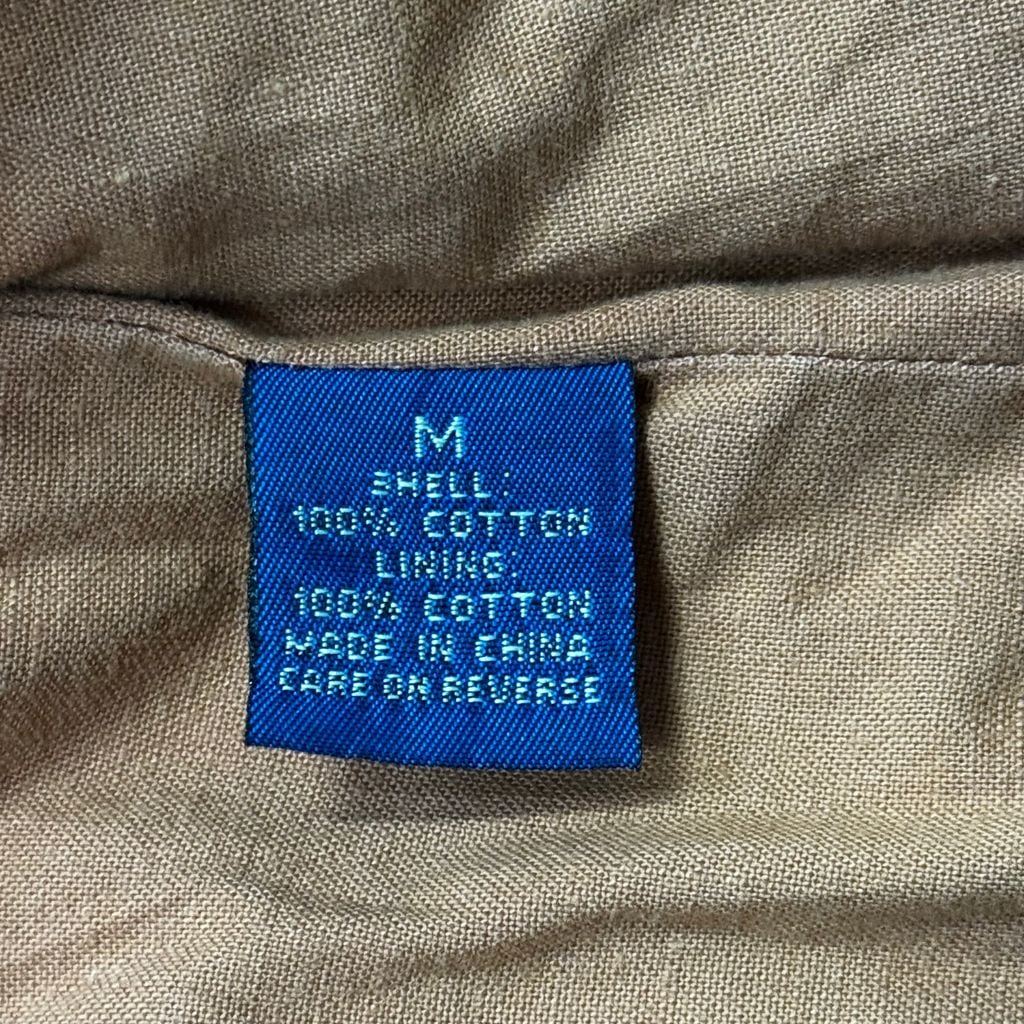 M
SHELL:
100% COTTON
LINING:
100% COTTON
MADE IN CHINA
CARE ON REVERSE